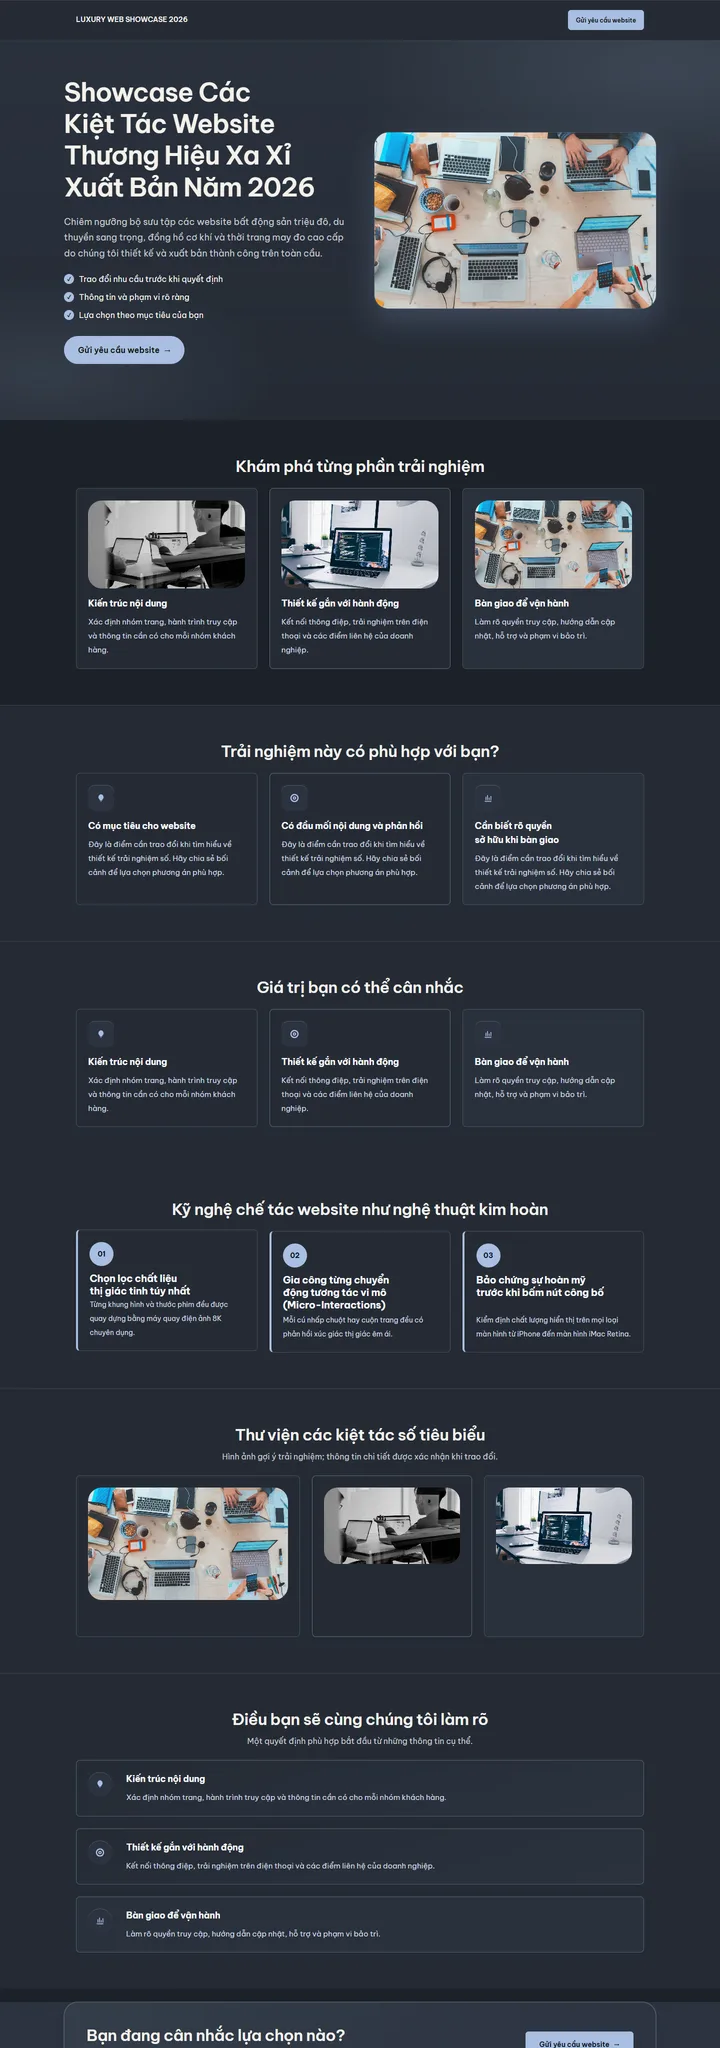 LUXURY WEB SHOWCASE 2026
Gửi yêu cầu website
Showcase Các
Kiệt Tác Website
Thương Hiệu Xa Xỉ
Xuất Bản Năm 2026
Chiêm ngưỡng bộ sưu tập các website bất động sản triệu đô, du
thuyền sang trọng, đồng hồ cơ khí và thời trang may đo cao cấp
do chúng tôi thiết kế và xuất bản thành công trên toàn cầu.
Trao đổi nhu cầu trước khi quyết định
Thông tin và phạm vi rõ ràng
Lựa chọn theo mục tiêu của bạn
Gửi yêu cầu website →
Khám phá từng phần trải nghiệm
Kiến trúc nội dung
Xác định nhóm trang, hành trình truy cập
và thông tin cần có cho mỗi nhóm khách
hàng.
Thiết kế gắn với hành động
Kết nối thông điệp, trải nghiệm trên điện
thoại và các điểm liên hệ của doanh
nghiệp.
Bàn giao để vận hành
Làm rõ quyền truy cập, hướng dẫn cập
nhật, hỗ trợ và phạm vi bảo trì.
Trải nghiệm này có phù hợp với bạn?
Có mục tiêu cho website
Đây là điểm cần trao đổi khi tìm hiểu về
thiết kế trải nghiệm số. Hãy chia sẻ bối
cảnh để lựa chọn phương án phù hợp.
Có đầu mối nội dung và phản hồi
Đây là điểm cần trao đổi khi tìm hiểu về
thiết kế trải nghiệm số. Hãy chia sẻ bối
cảnh để lựa chọn phương án phù hợp.
Cần biết rõ quyền
sở hữu khi bàn giao
Đây là điểm cần trao đổi khi tìm hiểu về
thiết kế trải nghiệm số. Hãy chia sẻ bối
cảnh để lựa chọn phương án phù hợp.
Giá trị bạn có thể cân nhắc
Kiến trúc nội dung
Xác định nhóm trang, hành trình truy cập
và thông tin cần có cho mỗi nhóm khách
hàng.
Thiết kế gắn với hành động
Kết nối thông điệp, trải nghiệm trên điện
thoại và các điểm liên hệ của doanh
nghiệp.
Bàn giao để vận hành
Làm rõ quyền truy cập, hướng dẫn cập
nhật, hỗ trợ và phạm vi bảo trì.
Kỹ nghệ chế tác website như nghệ thuật kim hoàn
01
Chọn lọc chất liệu
thị giác tinh túy nhất
Từng khung hình và thước phim đều được
quay dựng bằng máy quay điện ảnh 8K
chuyên dụng.
02
Gia công từng chuyển
động tương tác vi mô
(Micro-Interactions)
Mỗi cú nhấp chuột hay cuộn trang đều có
phản hồi xúc giác thị giác êm ái.
03
Bảo chứng sự hoàn mỹ
trước khi bấm nút công bố
Kiểm định chất lượng hiển thị trên mọi loại
màn hình từ iPhone đến màn hình iMac Retina.
Thư viện các kiệt tác số tiêu biểu
Hình ảnh gợi ý trải nghiệm; thông tin chi tiết được xác nhận khi trao đổi.
Điều bạn sẽ cùng chúng tôi làm rõ
Một quyết định phù hợp bắt đầu từ những thông tin cụ thể.
Kiến trúc nội dung
Xác định nhóm trang, hành trình truy cập và thông tin cần có cho mỗi nhóm khách hàng.
Thiết kế gắn với hành động
Kết nối thông điệp, trải nghiệm trên điện thoại và các điểm liên hệ của doanh nghiệp.
Bàn giao để vận hành
Làm rõ quyền truy cập, hướng dẫn cập nhật, hỗ trợ và phạm vi bảo trì.
Bạn đang cân nhắc lựa chọn nào?
Gửi yêu cầu website →